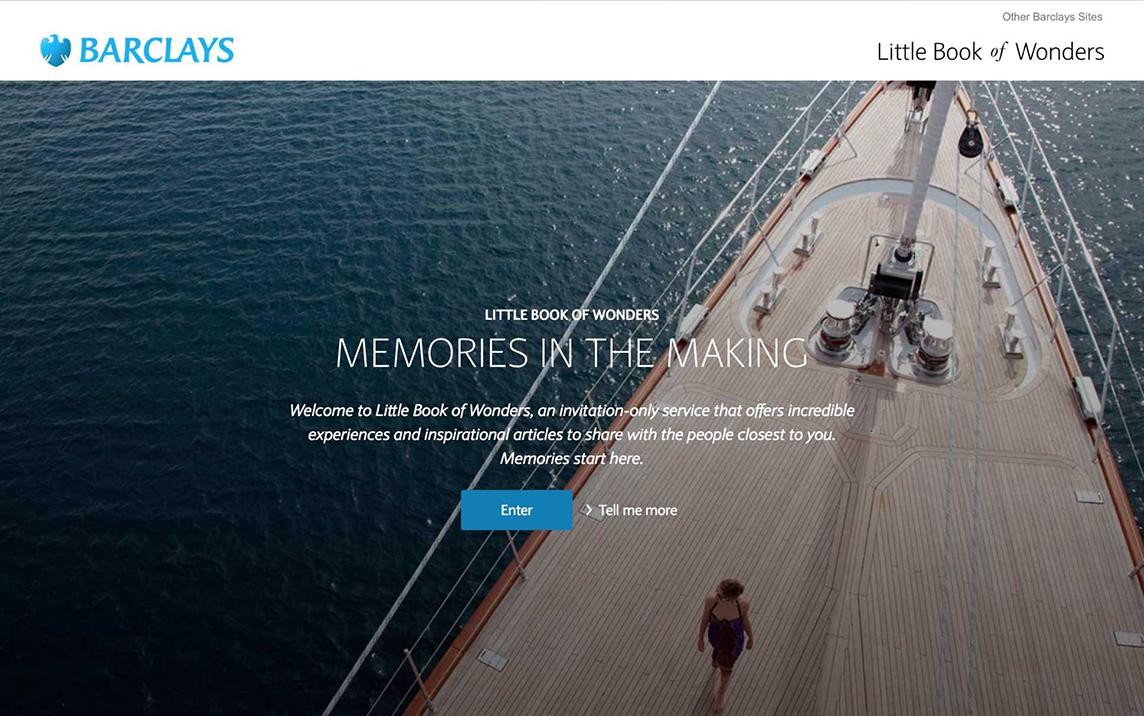 Other Barclays Sites
BARCLAYS
Little Book of Wonders
LITTLE BOOK OF WONDERS
MEMORIES IN THE MAKING
Welcome to Little Book of Wonders, an invitation-only service that offers incredible
experiences and inspirational articles to share with the people closest to you.
Memories start here.
Enter
Tell me more